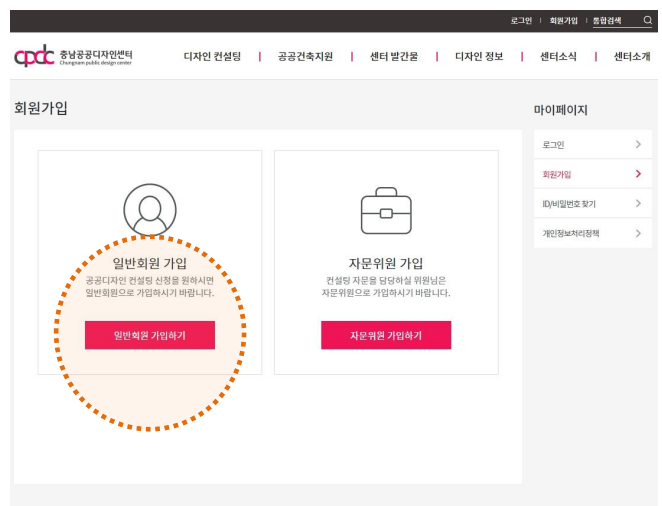 로그인 회원가입 통합검색
cpdc 충남공공디자인센터
Chungnam public design center
디자인 컨설팅 | 공공건축지원 | 센터 발간물 | 디자인 정보 | 센터소식 | 센터소개
회원가입
일반회원 가입
공공디자인 컨설팅 신청을 원하시면
일반회원으로 가입하시기 바랍니다.
일반회원 가입하기
자문위원 가입
컨설팅 자문을 담당하실 위원님은
자문위원으로 가입하시기 바랍니다.
자문위원 가입하기
마이페이지
로그인
회원가입
ID/비밀번호 찾기
개인정보처리정책